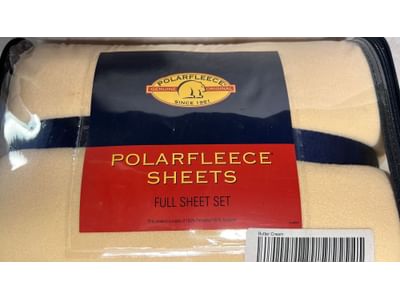 POLARFLEECE
GENUINE ORIGINAL
SINCE 1981
POLARFLEECE
SHEETS
FULL SHEET SET
Butter Cream